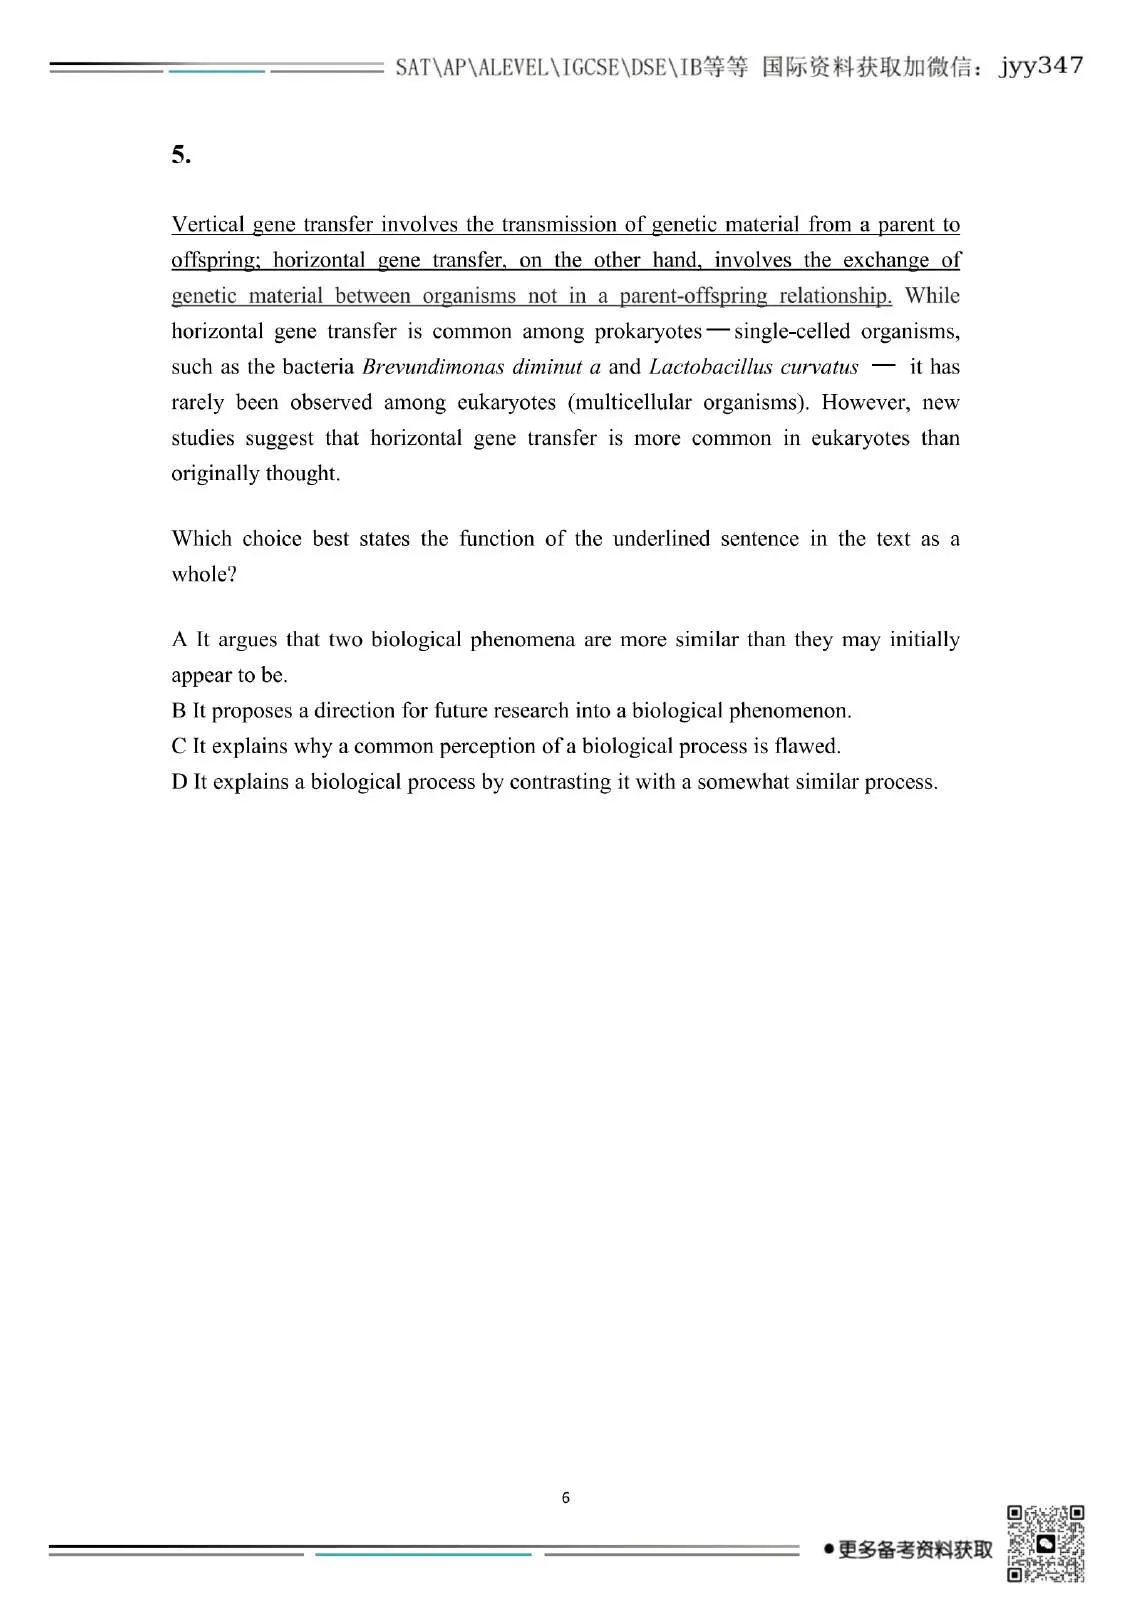 SAT\AP\ALEVEL\IGCSE\DSE\IB等等 国际资料获取加微信：jyy347
5.
Vertical gene transfer involves the transmission of genetic material from a parent to
offspring; horizontal gene transfer, on the other hand, involves the exchange of
genetic material between organisms not in a parent-offspring relationship. While
horizontal gene transfer is common among prokaryotes — single-celled organisms,
such as the bacteria Brevundimonas diminut a and Lactobacillus curvatus — it has
rarely been observed among eukaryotes (multicellular organisms). However, new
studies suggest that horizontal gene transfer is more common in eukaryotes than
originally thought.
Which choice best states the function of the underlined sentence in the text as a
whole?
A It argues that two biological phenomena are more similar than they may initially
appear to be.
B It proposes a direction for future research into a biological phenomenon.
C It explains why a common perception of a biological process is flawed.
D It explains a biological process by contrasting it with a somewhat similar process.
6
●更多备考资料获取